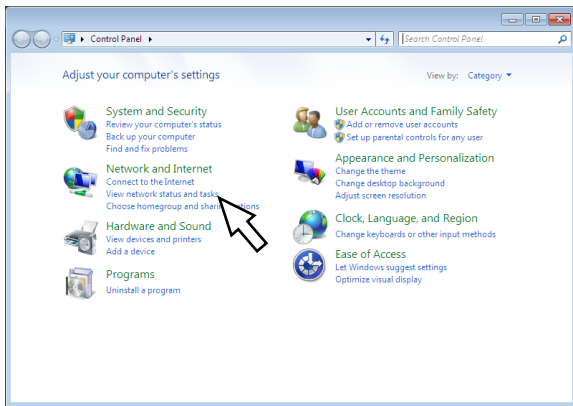 Control Panel
Search Control Panel
Adjust your computer's settings
View by: Category
System and Security
Review your computer's status
Back up your computer
Find and fix problems
Network and Internet
Connect to the Internet
View network status and tasks
Choose homegroup and sharing options
Hardware and Sound
View devices and printers
Add a device
Programs
Uninstall a program
User Accounts and Family Safety
Add or remove user accounts
Set up parental controls for any user
Appearance and Personalization
Change the theme
Change desktop background
Adjust screen resolution
Clock, Language, and Region
Change keyboards or other input methods
Ease of Access
Let Windows suggest settings
Optimize visual display